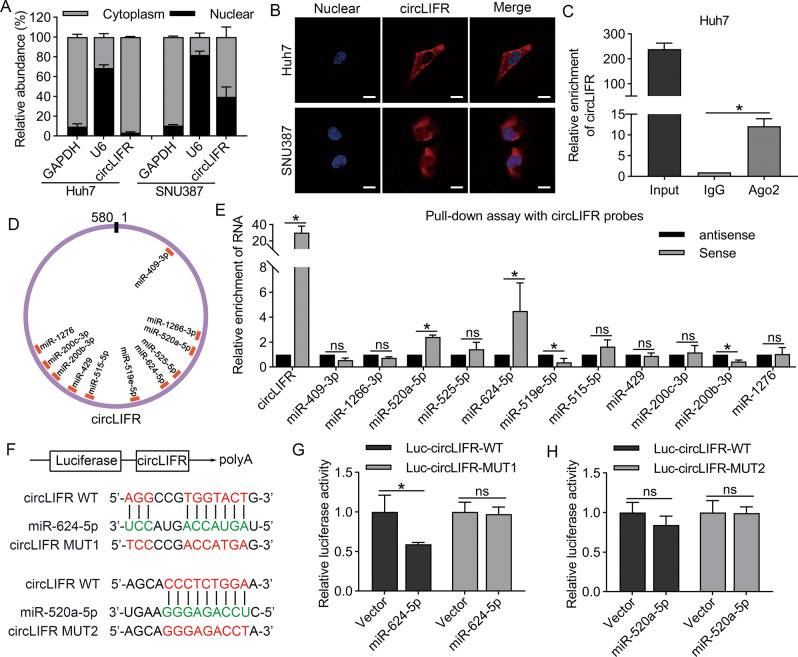 A
Cytoplasm
Nuclear
Relative abundance (%)
120
100
80
60
40
20
0
GAPDH
U6
circLIFR
GAPDH
U6
circLIFR
Huh7
SNU387
B
Nuclear
circLIFR
Merge
Huh7
SNU387
C
Huh7
Relative enrichment
of circLIFR
300
200
100
15
10
5
0
Input
IgG
Ago2
*
D
580
1
miR-409-3p
miR-1266-3p
miR-520a-5p
miR-525-5p
miR-624-5p
miR-519e-5p
miR-515-5p
miR-429
miR-200b-3p
miR-200c-3p
miR-1276
circLIFR
E
Pull-down assay with circLIFR probes
antisense
Sense
Relative enrichment of RNA
40
20
8
6
4
2
0
*
ns
ns
*
ns
*
*
ns
ns
ns
*
ns
circLIFR
miR-409-3p
miR-1266-3p
miR-520a-5p
miR-525-5p
miR-624-5p
miR-519e-5p
miR-515-5p
miR-429
miR-200c-3p
miR-200b-3p
miR-1276
F
Luciferase
circLIFR
polyA
circLIFR WT 5'-AGGCCGTGGTACTG-3'
miR-624-5p 3'-UCCAUGACCAUGAU-5'
circLIFR MUT1 5'-TCCCCGACCATGAG-3'
circLIFR WT 5'-AGCACCCTCTGGAA-3'
miR-520a-5p 3'-UGAAGGGAGACCUC-5'
circLIFR MUT2 5'-AGCAGGGAGACCTA-3'
G
Luc-circLIFR-WT
Luc-circLIFR-MUT1
Relative luciferase activity
1.5
1.0
0.5
0.0
*
ns
Vector
miR-624-5p
Vector
miR-624-5p
H
Luc-circLIFR-WT
Luc-circLIFR-MUT2
Relative luciferase activity
1.5
1.0
0.5
0.0
ns
ns
Vector
miR-520a-5p
Vector
miR-520a-5p